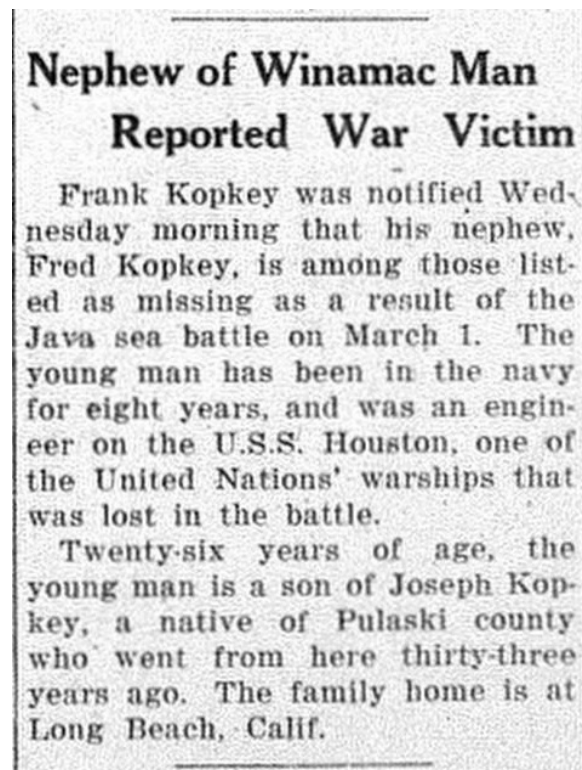 Nephew of Winamac Man
Reported War Victim
Frank Kopkey was notified Wed-
nesday morning that his nephew,
Fred Kopkey, is among those list-
ed as missing as a result of the
Java sea battle on March 1. The
young man has been in the navy
for eight years, and was an engin-
eer on the U.S.S. Houston, one of
the United Nations' warships that
was lost in the battle.
Twenty-six years of age, the
young man is a son of Joseph Kop-
key, a native of Pulaski county
who went from here thirty-three
years ago. The family home is at
Long Beach, Calif.